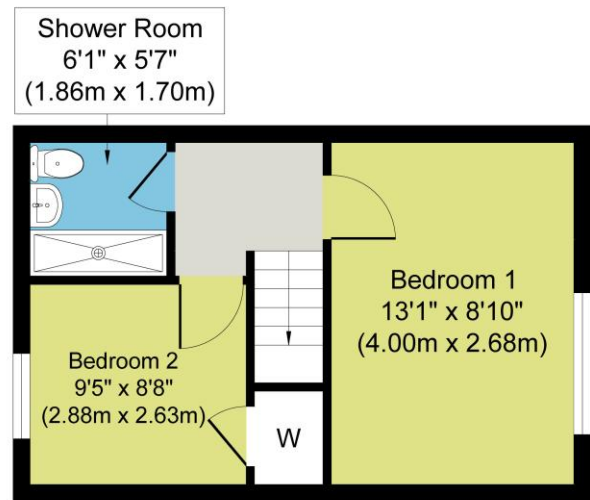 Shower Room
6'1" x 5'7"
(1.86m x 1.70m)
Bedroom 1
13'1" x 8'10"
(4.00m x 2.68m)
Bedroom 2
9'5" x 8'8"
(2.88m x 2.63m)
W